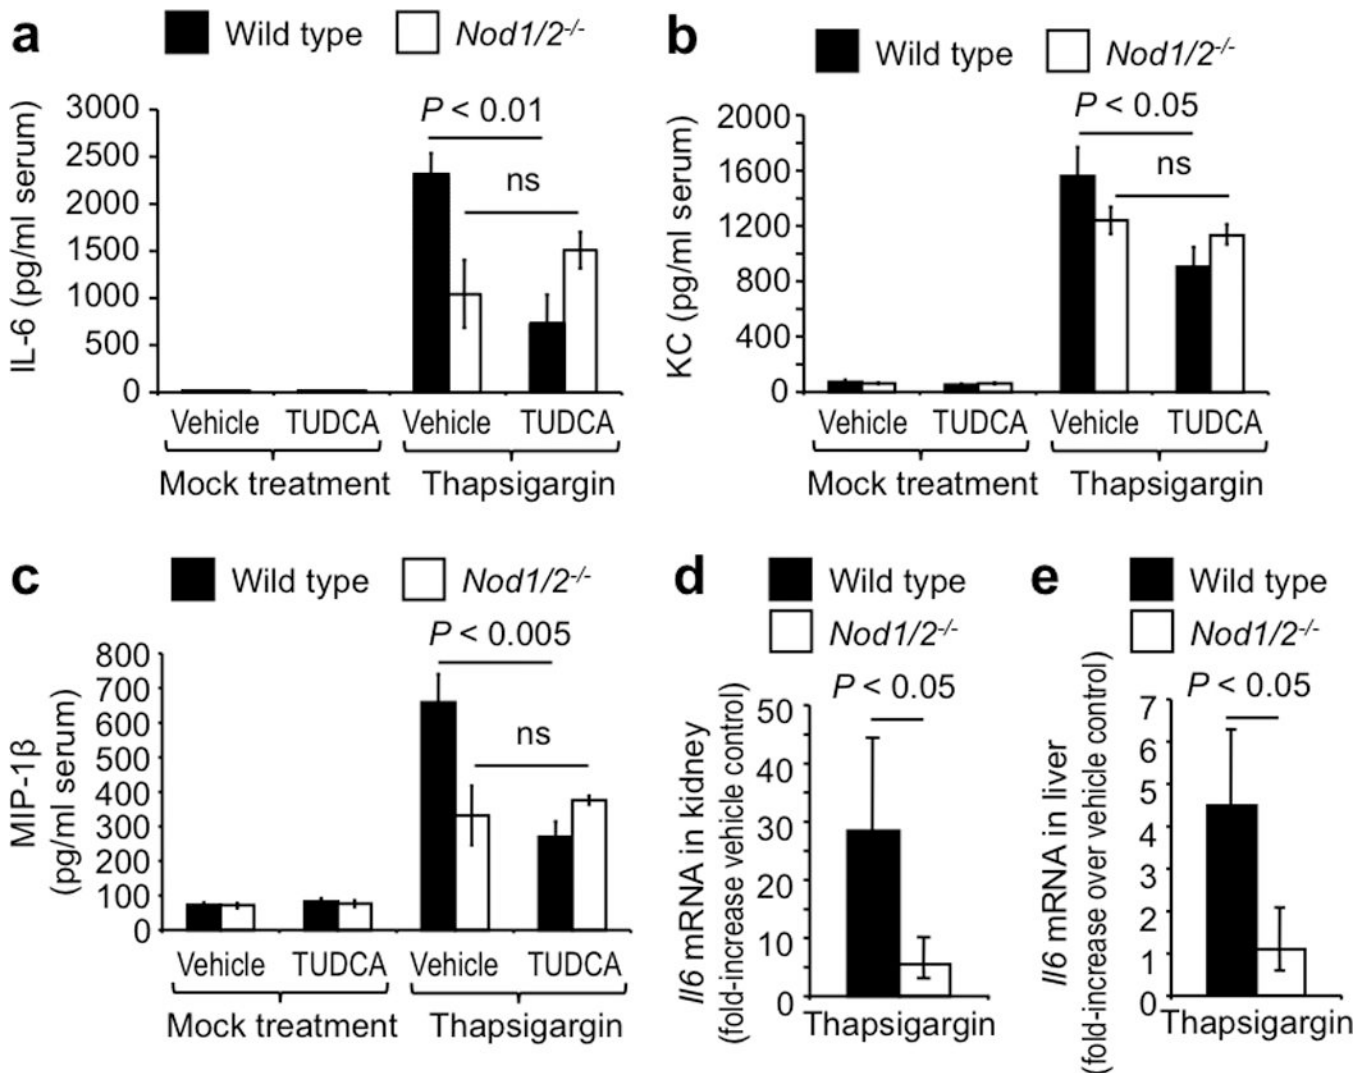 a
Wild type
Nod1/2-/-
IL-6 (pg/ml serum)
3000
2500
2000
1500
1000
500
0
P < 0.01
ns
Vehicle TUDCA Vehicle TUDCA
Mock treatment Thapsigargin
b
Wild type
Nod1/2-/-
KC (pg/ml serum)
2000
1600
1200
800
400
0
P < 0.05
ns
Vehicle TUDCA Vehicle TUDCA
Mock treatment Thapsigargin
c
Wild type
Nod1/2-/-
MIP-1β
(pg/ml serum)
800
700
600
500
400
300
200
100
0
P < 0.005
ns
Vehicle TUDCA Vehicle TUDCA
Mock treatment Thapsigargin
d
Wild type
Nod1/2-/-
Il6 mRNA in kidney
(fold-increase vehicle control)
50
40
30
20
10
0
P < 0.05
Thapsigargin
e
Wild type
Nod1/2-/-
Il6 mRNA in liver
(fold-increase over vehicle control)
7
6
5
4
3
2
1
0
P < 0.05
Thapsigargin